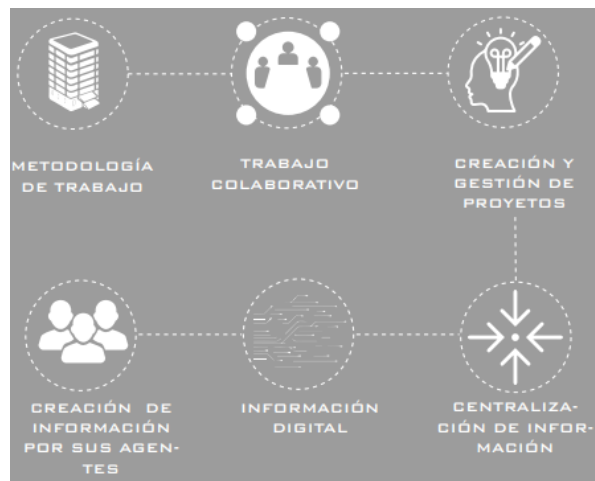 METODOLOGÍA
DE TRABAJO
TRABAJO
COLABORATIVO
CREACIÓN Y
GESTIÓN DE
PROYETOS
CREACIÓN DE
INFORMACIÓN
POR SUS AGEN-
TES
INFORMACIÓN
DIGITAL
CENTRALIZA-
CIÓN DE INFOR-
MACIÓN